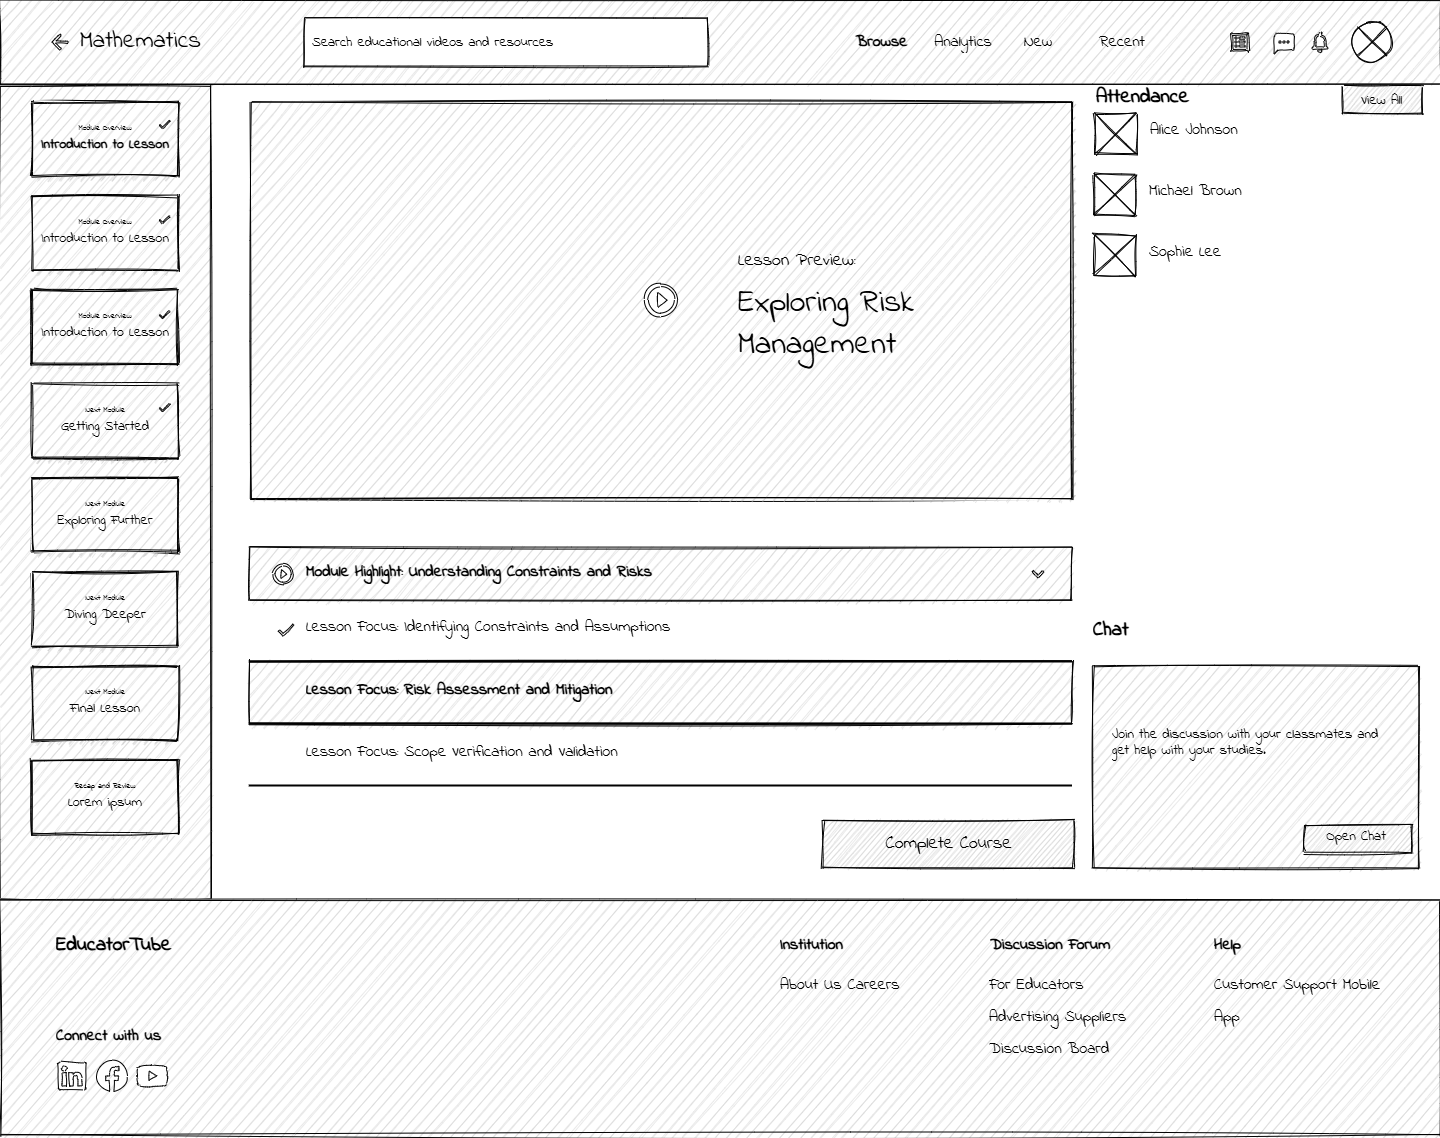 Mathematics
Search educational videos and resources
Browse
Analytics
New
Recent
Module Overview
Introduction to Lesson
Module Overview
Introduction to Lesson
Module Overview
Introduction to Lesson
Next Module
Getting Started
Next Module
Exploring Further
Next Module
Diving Deeper
Next Module
Final Lesson
Recap and Review
Lorem ipsum
Lesson Preview:
Exploring Risk
Management
Module Highlight: Understanding Constraints and Risks
Lesson Focus: Identifying Constraints and Assumptions
Lesson Focus: Risk Assessment and Mitigation
Lesson Focus: Scope Verification and Validation
Complete Course
Attendance
View All
Alice Johnson
Michael Brown
Sophie Lee
Chat
Join the discussion with your classmates and
get help with your studies.
Open Chat
EducatorTube
Connect with us
Institution
About Us Careers
Discussion Forum
For Educators
Advertising Suppliers
Discussion Board
Help
Customer Support Mobile
App